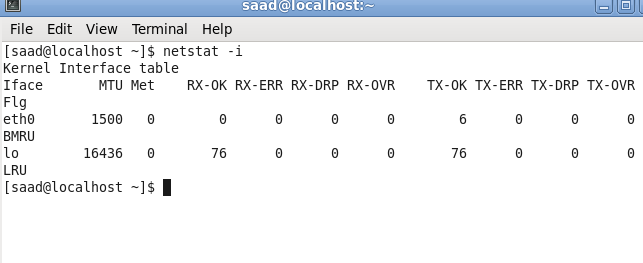 saad@localhost:~
File Edit View Terminal Help
[saad@localhost ~]$ netstat -i
Kernel Interface table
Iface MTU Met RX-OK RX-ERR RX-DRP RX-OVR TX-OK TX-ERR TX-DRP TX-OVR
Flg
eth0 1500 0 0 0 0 0 6 0 0 0
BMRU
lo 16436 0 76 0 0 0 76 0 0 0
LRU
[saad@localhost ~]$